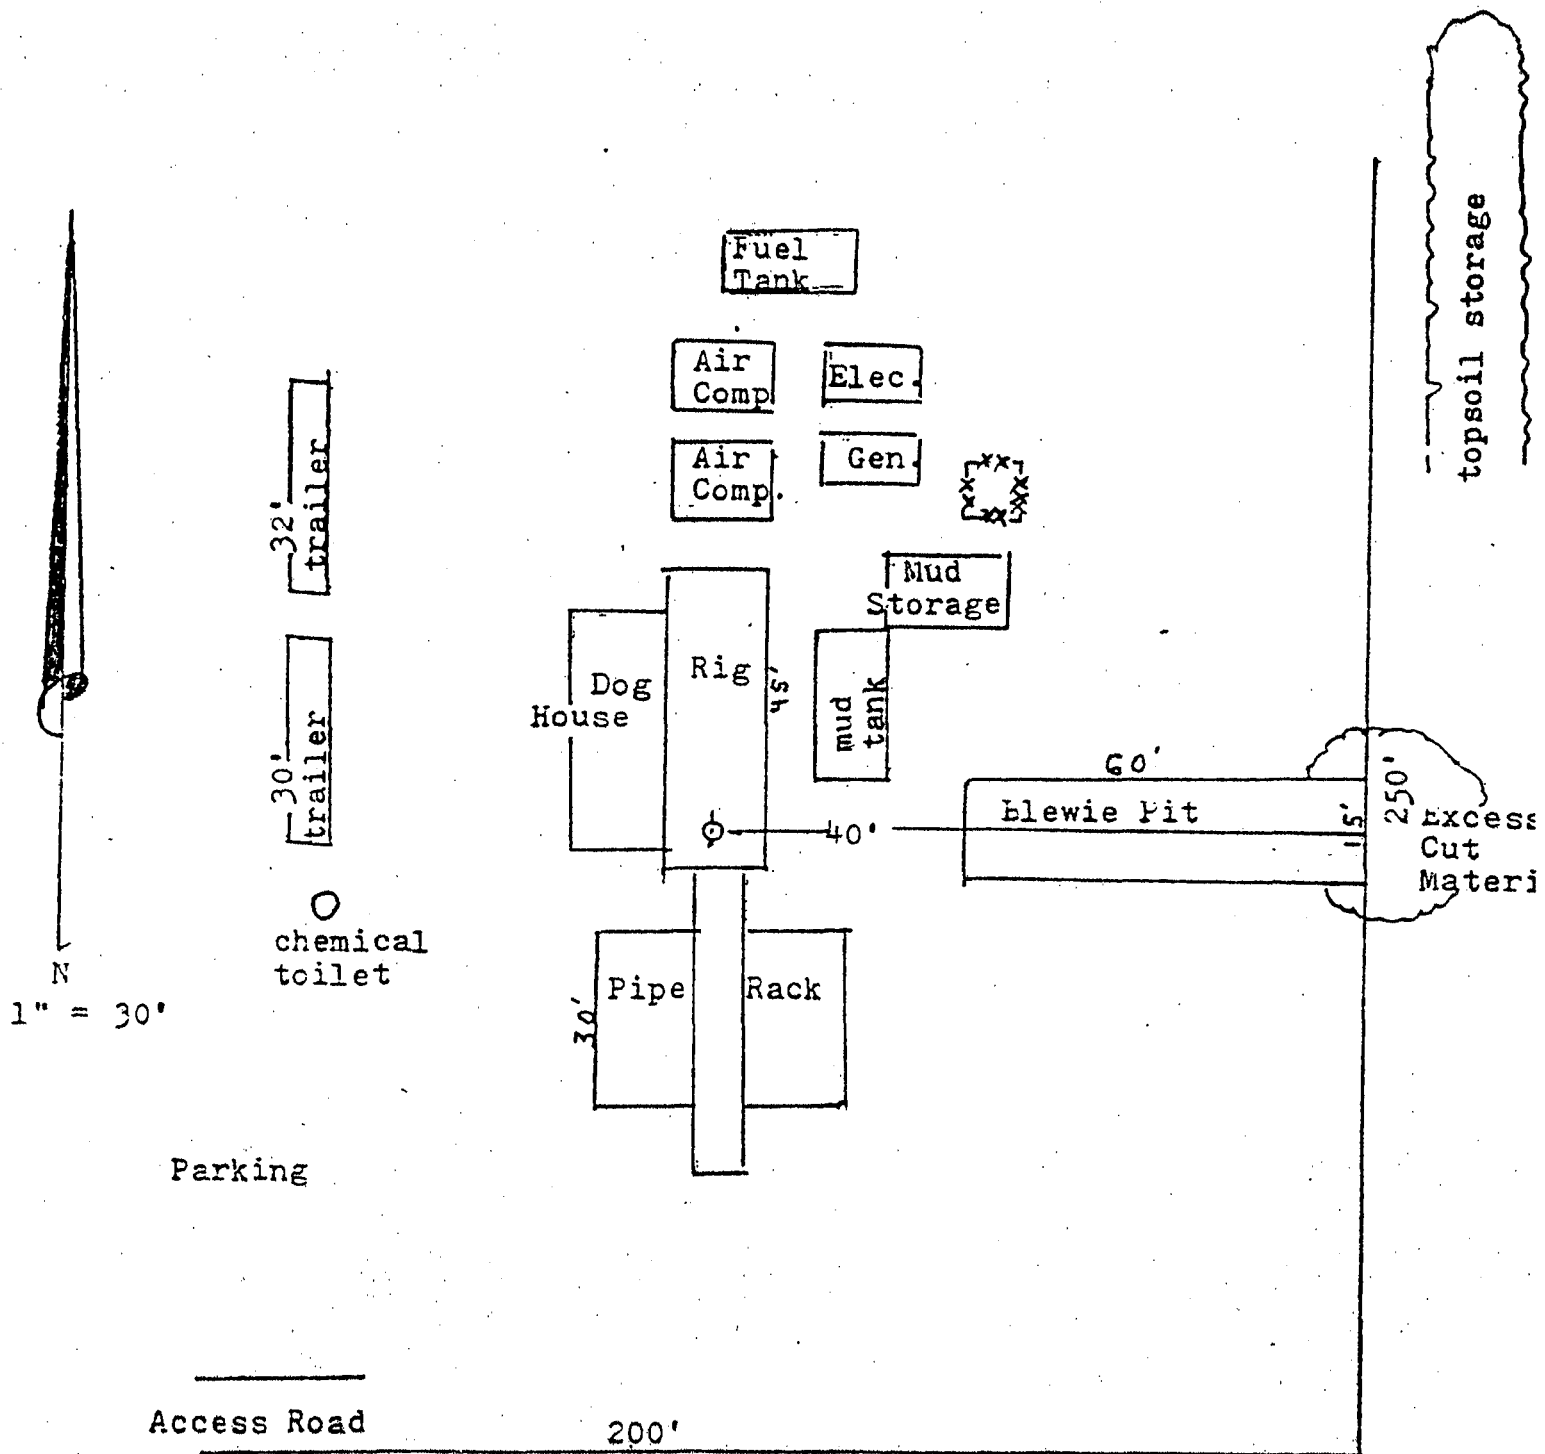 topsoil storage
Fuel
Tank
Air
Comp
Elec.
Air
Comp.
Gen.
32'
trailer
Mud
Storage
Rig
45'
Dog
House
mud
tank
30'
trailer
60'
Blewie Pit
15'
250'
40'
Excess
Cut
Materi
chemical
toilet
N
1" = 30'
Pipe Rack
30'
Parking
Access Road
200'